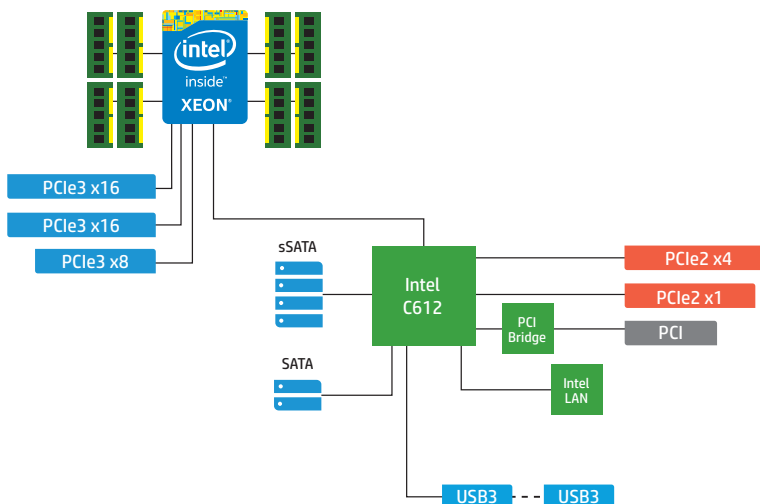 intel
inside™
XEON®
PCIe3 x16
PCIe3 x16
PCIe3 x8
sSATA
SATA
Intel
C612
PCIe2 x4
PCIe2 x1
PCI
Bridge
PCI
Intel
LAN
USB3
USB3